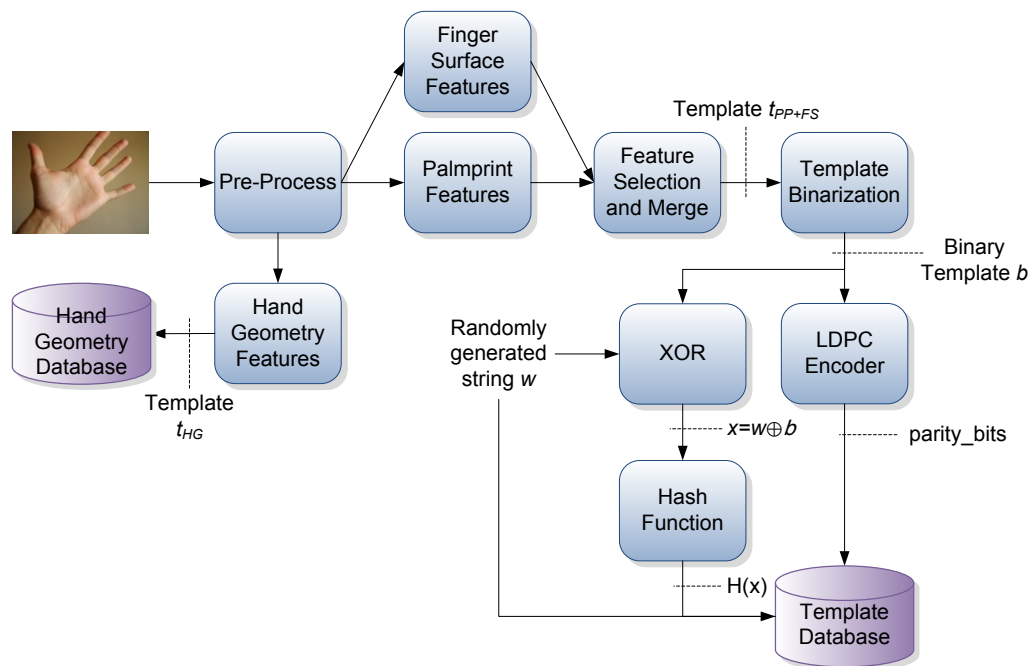 Finger
Surface
Features
Template t_PP+FS
Pre-Process
Palmprint
Features
Feature
Selection
and Merge
Template
Binarization
Binary
Template b
Hand
Geometry
Database
Hand
Geometry
Features
Template
t_HG
Randomly
generated
string w
XOR
LDPC
Encoder
x=w⊕b
parity_bits
Hash
Function
H(x)
Template
Database